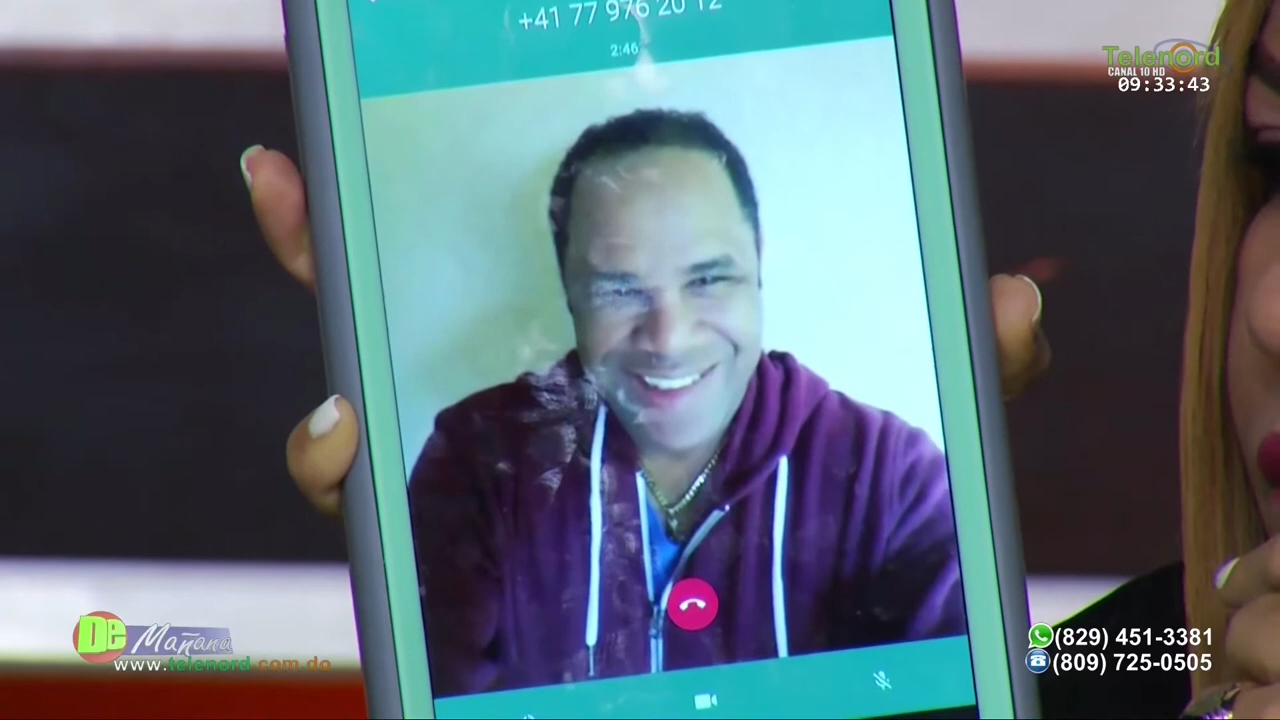 +41 77 976 20 12
2:46
Telenord
CANAL 10 HD
09:33:43
De Mañana
www.telenord.com.do
(829) 451-3381
(809) 725-0505